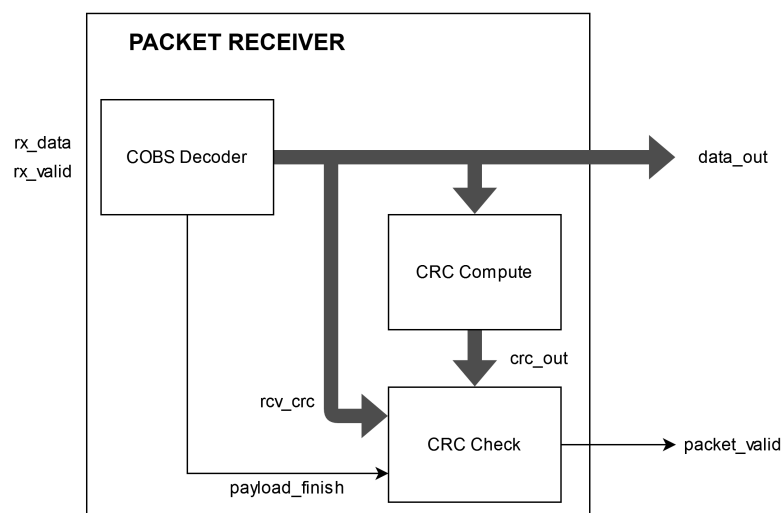 PACKET RECEIVER
rx_data
rx_valid
COBS Decoder
data_out
CRC Compute
crc_out
rcv_crc
CRC Check
packet_valid
payload_finish